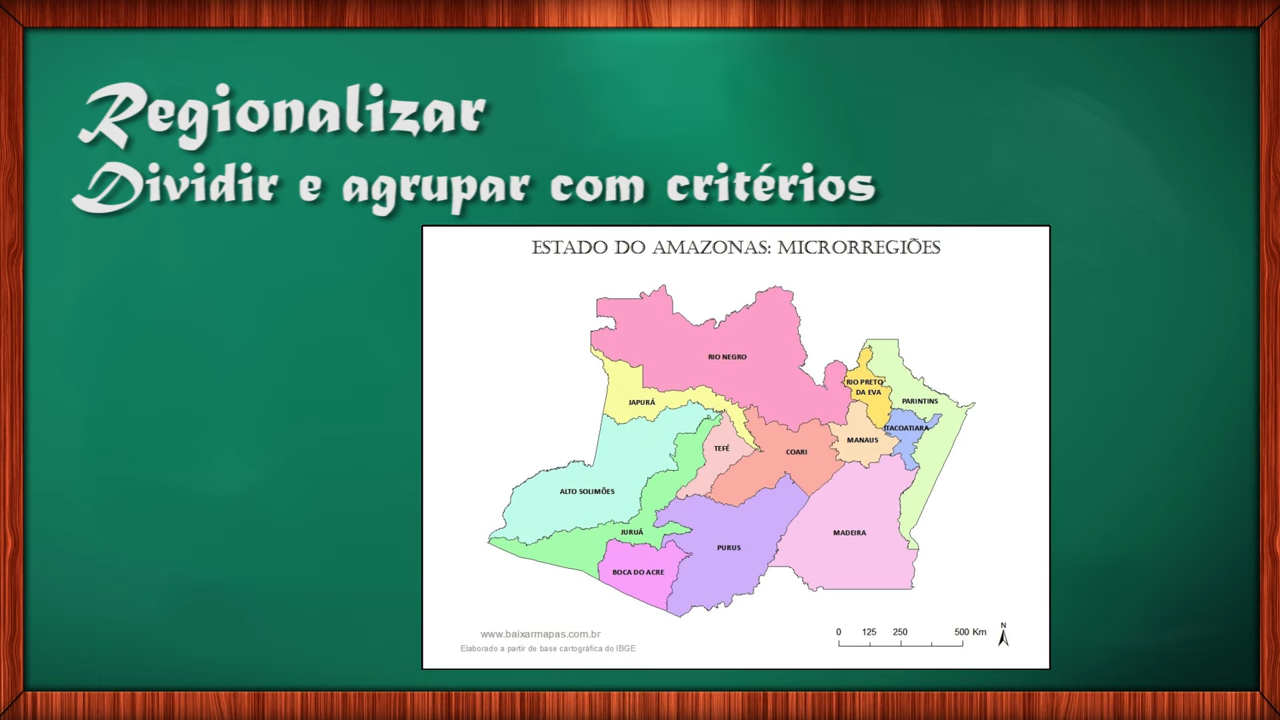 Regionalizar
Dividir e agrupar com critérios
ESTADO DO AMAZONAS: MICRORREGIÕES
RIO NEGRO
RIO PRETO
DA EVA
JAPURÁ
PARINTINS
ITACOATIARA
MANAUS
TEFÉ
COARI
ALTO SOLIMÕES
JURUÁ
MADEIRA
PURUS
BOCA DO ACRE
www.baixarmapas.com.br
Elaborado a partir de base cartográfica do IBGE
0 125 250 500 Km
N